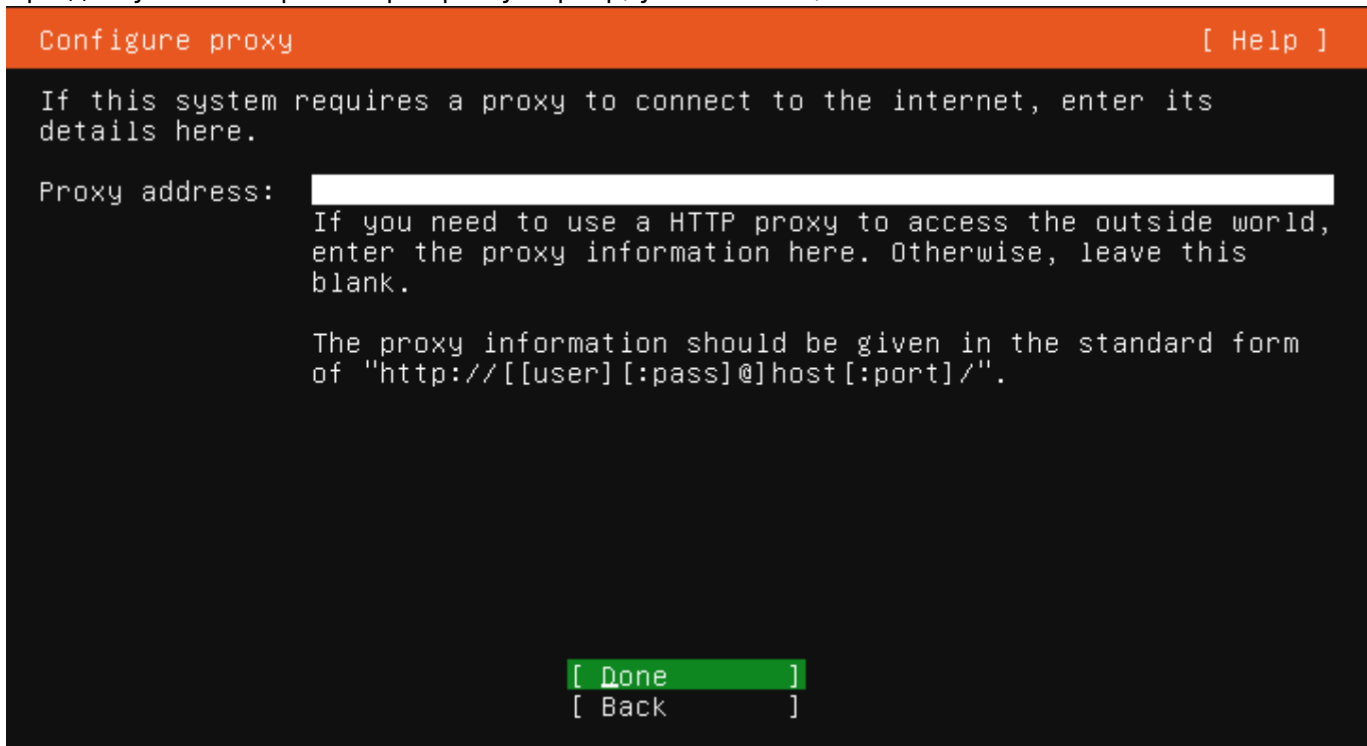 Configure proxy [ Help ]
If this system requires a proxy to connect to the internet, enter its
details here.
Proxy address:
If you need to use a HTTP proxy to access the outside world,
enter the proxy information here. Otherwise, leave this
blank.
The proxy information should be given in the standard form
of "http://[[user][:pass]@]host[:port]/".
[ Done ]
[ Back ]